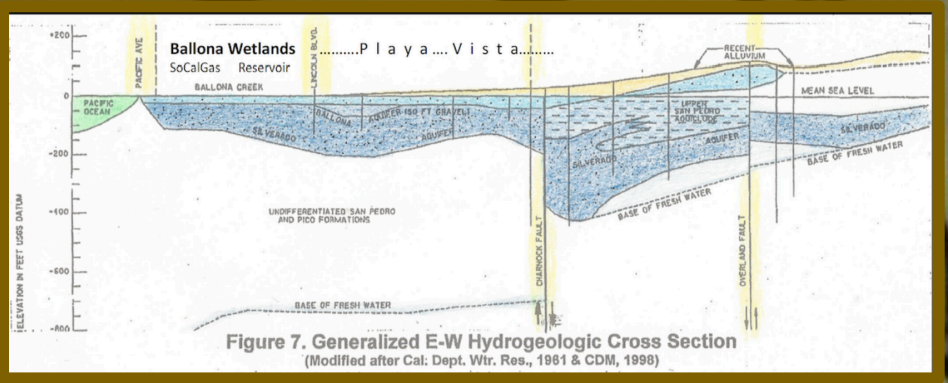 +200
PACIFIC AVE.
Ballona Wetlands
SoCalGas Reservoir
LINCOLN BLVD.
..........P l a y a .... V i s t a.........
RECENT
ALLUVIUM
BALLONA CREEK
PACIFIC
OCEAN
0
MEAN SEA LEVEL
BALLONA AQUIFER (50 FT GRAVEL)
UPPER
SAN PEDRO
AQUICLUDE
SILVERADO AQUIFER
SILVERADO AQUIFER
SILVERADO
-200
BASE OF FRESH WATER
BASE OF FRESH WATER
-400
UNDIFFERENTIATED SAN PEDRO
AND PICO FORMATIONS
CHARNOCK FAULT
OVERLAND FAULT
-600
BASE OF FRESH WATER
-800
ELEVATION IN FEET USGS DATUM
Figure 7. Generalized E-W Hydrogeologic Cross Section
(Modified after Cal: Dept. Wtr. Res., 1961 & CDM, 1998)